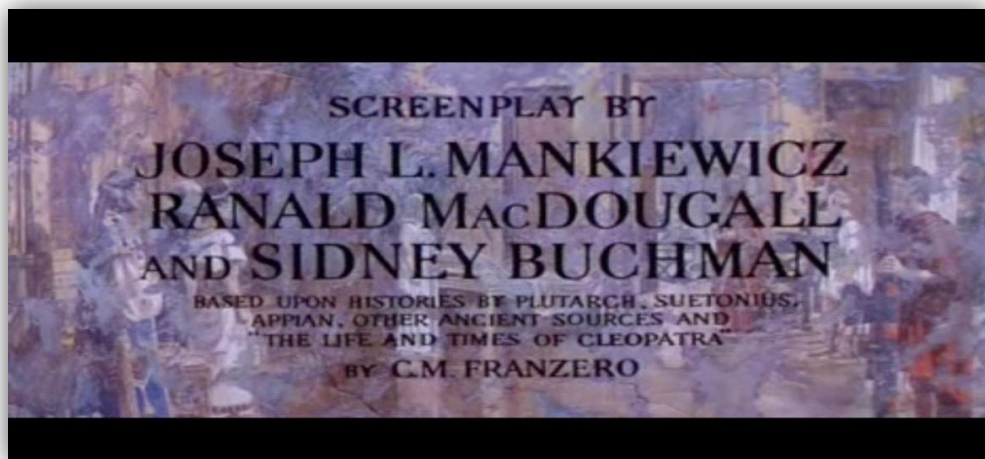 SCREENPLAY BY
JOSEPH L. MANKIEWICZ
RANALD MACDOUGALL
AND SIDNEY BUCHMAN
BASED UPON HISTORIES BY PLUTARCH, SUETONIUS,
APPIAN, OTHER ANCIENT SOURCES AND
"THE LIFE AND TIMES OF CLEOPATRA"
BY C.M. FRANZERO